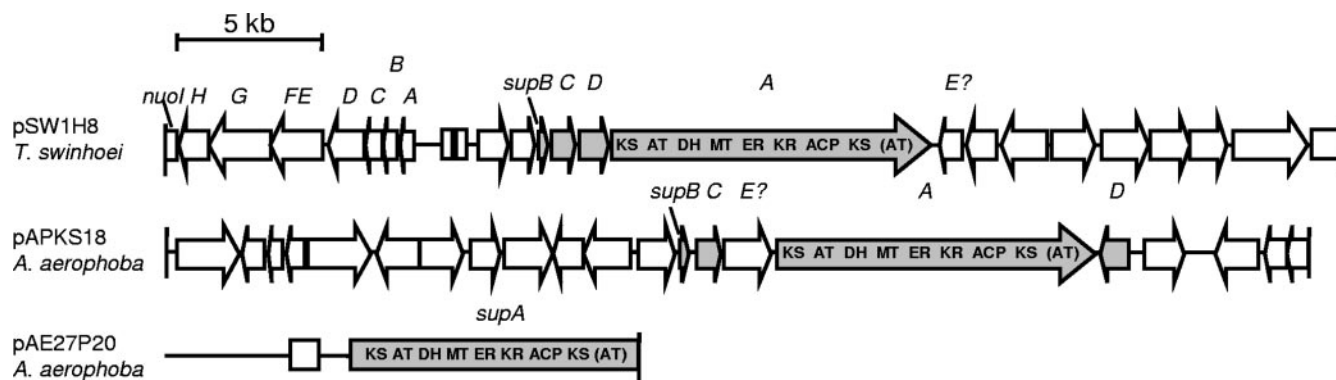 5 kb
B
nuoI H G FE D C A supB C D A E?
pSW1H8
T. swinhoei
KS AT DH MT ER KR ACP KS (AT)
supB C E? A D
pAPKS18
A. aerophoba
KS AT DH MT ER KR ACP KS (AT)
supA
pAE27P20
A. aerophoba
KS AT DH MT ER KR ACP KS (AT)